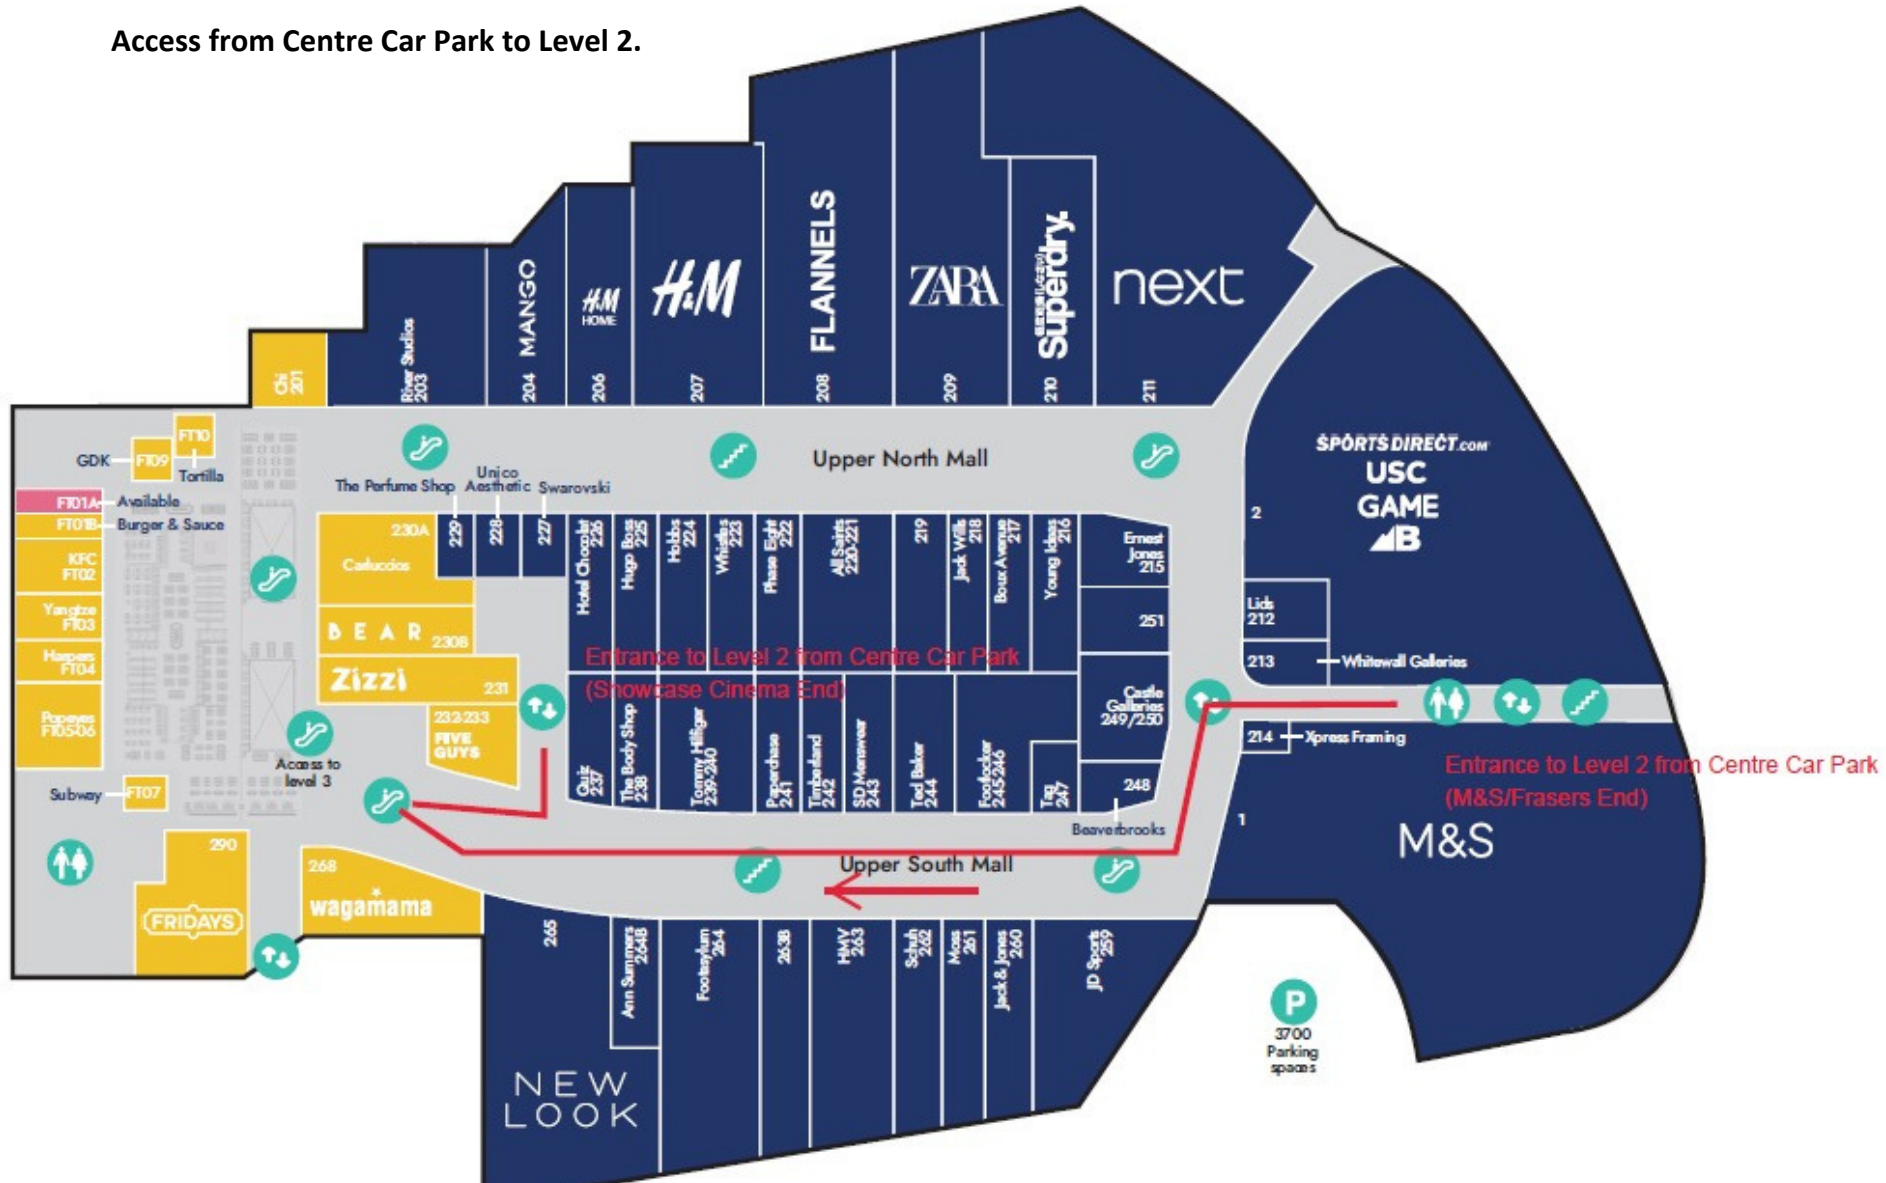 Access from Centre Car Park to Level 2.
Chi
201
River Studios
203
MANGO
204
H&M
HOME
206
H&M
207
FLANNELS
208
ZARA
209
Superdry.
210
next
211
GDK
FT09
FT10
Tortilla
FT01A
Available
FT01B
Burger & Sauce
KFC
FT02
Yangtze
FT03
Harpers
FT04
Popeyes
FT05-06
Subway
FT07
Access to
level 3
290
FRIDAYS
268
wagamama
Upper North Mall
The Perfume Shop
229
Unico
Aesthetic
228
Swarovski
227
230A
Carluccios
BEAR
230B
Zizzi
231
232-233
FIVE
GUYS
Hotel Chocolat
226
Hugo Boss
225
Hobbs
224
Whistles
223
Phase Eight
222
All Saints
220-221
219
Jack Wills
218
Boux Avenue
217
Young Ideas
216
Ernest
Jones
215
251
Castle
Galleries
249/250
248
Beaverbrooks
Entrance to Level 2 from Centre Car Park
(Showcase Cinema End)
Quiz
237
The Body Shop
238
Tommy Hilfiger
239-240
Paperchase
241
Timberland
242
SD Menswear
243
Ted Baker
244
Footlocker
245-246
Tag
247
SPORTSDIRECT.COM
USC
GAME
B
2
Lids
212
213
Whitewall Galleries
214
Xpress Framing
Entrance to Level 2 from Centre Car Park
(M&S/Frasers End)
1
M&S
Upper South Mall
265
NEW
LOOK
Ann Summers
264B
Footasylum
264
263B
HMV
263
Schuh
262
Moss
261
Jack & Jones
260
JD Sports
259
P
3700
Parking
spaces